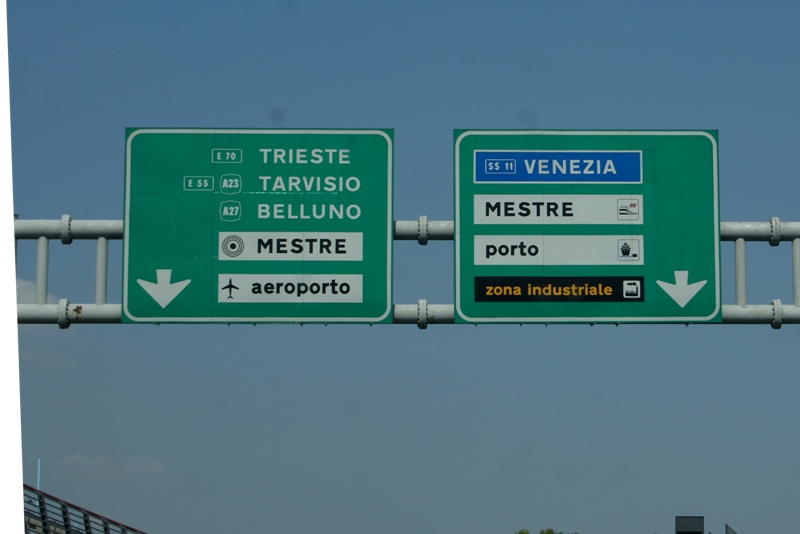 E 70 TRIESTE
E 55 A23 TARVISIO
A27 BELLUNO
MESTRE
aeroporto
SS 11 VENEZIA
MESTRE
porto
zona industriale